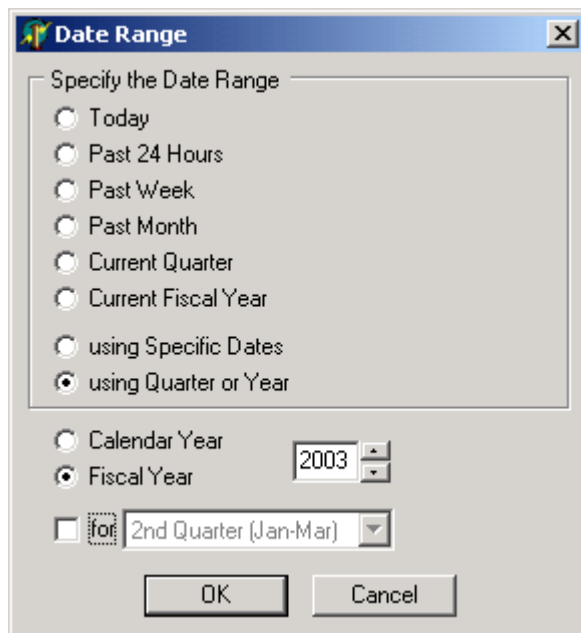 Date Range
Specify the Date Range
Today
Past 24 Hours
Past Week
Past Month
Current Quarter
Current Fiscal Year
using Specific Dates
using Quarter or Year
Calendar Year
2003
Fiscal Year
for 2nd Quarter (Jan-Mar)
OK Cancel